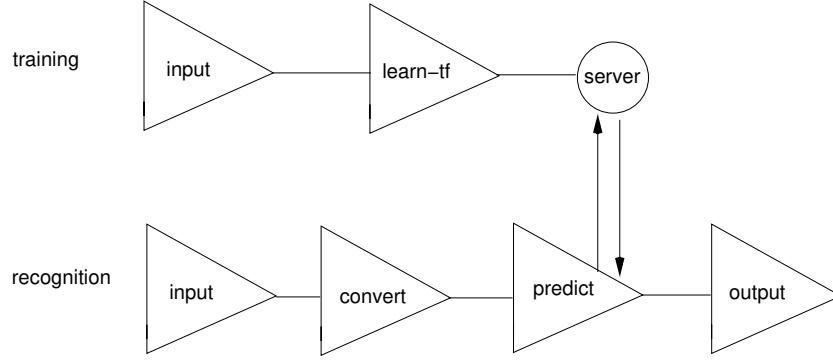 training
input
learn-tf
server
recognition
input
convert
predict
output